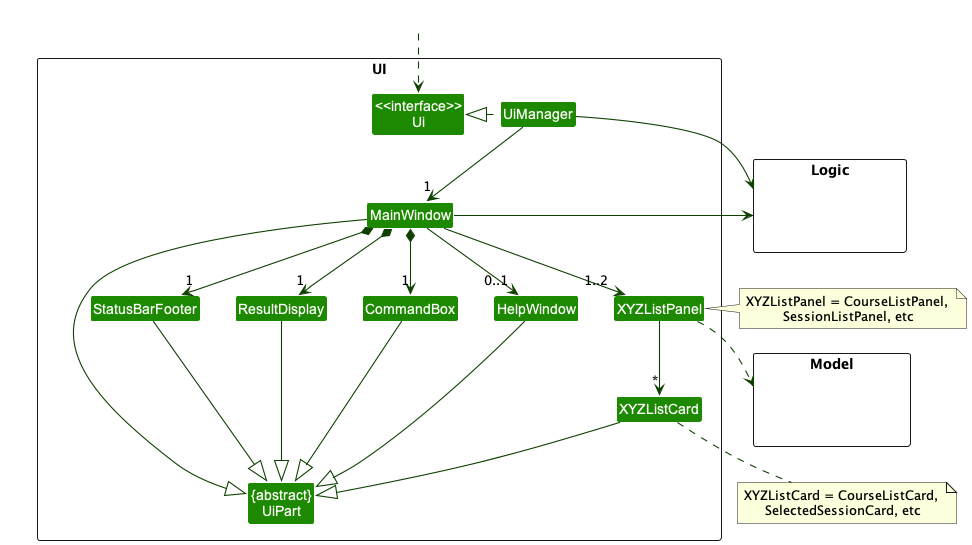 UI
<<interface>>
Ui
UiManager
Logic
1
MainWindow
1
1
1
0..1
1..2
StatusBarFooter
ResultDisplay
CommandBox
HelpWindow
XYZListPanel
XYZListPanel = CourseListPanel,
SessionListPanel, etc
Model
*
XYZListCard
{abstract}
UiPart
XYZListCard = CourseListCard,
SelectedSessionCard, etc